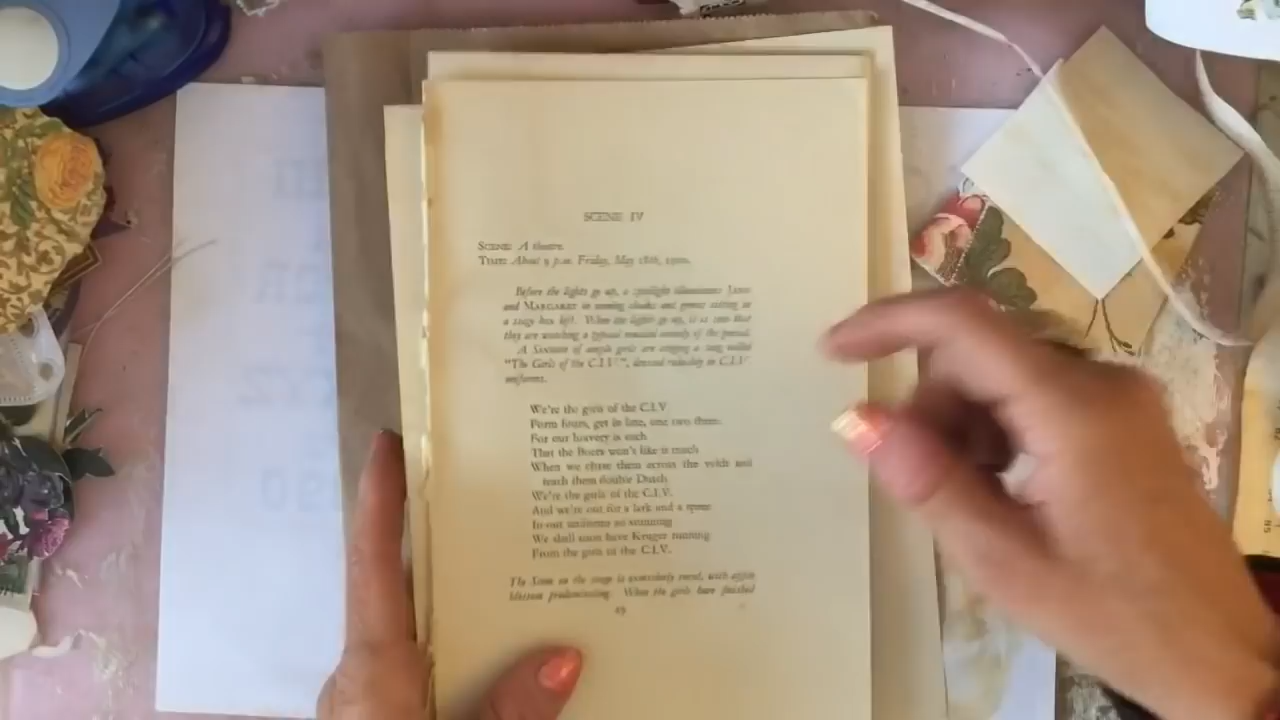 SCENE IV
SCENE: A theatre.
TIME: About 9 p.m. Friday, May 18th, 1900.
Before the lights go up, a spotlight illuminates JANE
and MARGARET in evening cloaks and gowns sitting in
a stage box left. When the lights go up, it is seen that
they are watching a typical musical comedy of the period.
A SEXTETTE of ample girls are singing a song called
"The Girls of the C.I.V.", dressed in C.I.V.
uniforms.
We're the girls of the C.I.V.
Form fours, get in line, one two three.
For our bravery is such
That the Boers won't like it much
When we chase them across the veldt and
teach them double Dutch
We're the girls of the C.I.V.
And we're out for a lark and a spree
In our uniforms so stunning
We shall soon have Kruger running
From the girls of the C.I.V.
The Scene on the stage is extremely rural, with apple
blossom predominating. When the girls have finished
49